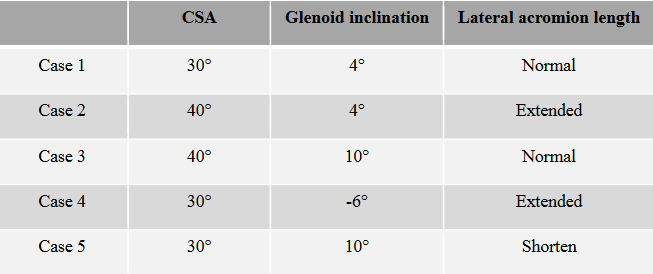 CSA Glenoid inclination Lateral acromion length
Case 1 30° 4° Normal
Case 2 40° 4° Extended
Case 3 40° 10° Normal
Case 4 30° -6° Extended
Case 5 30° 10° Shorten